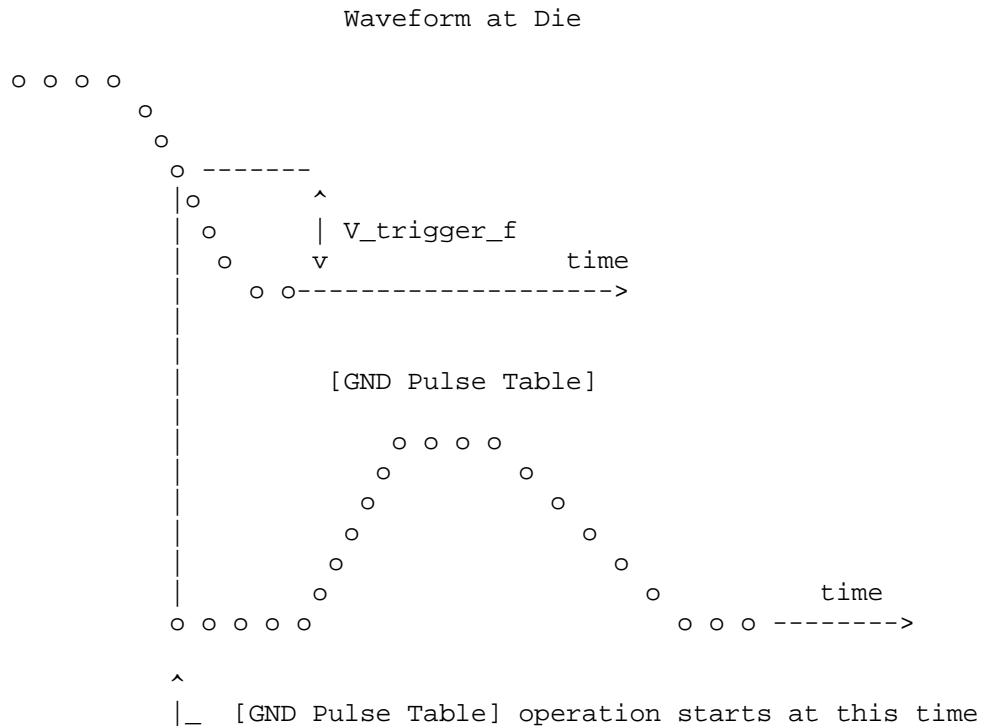 Waveform at Die
o o o o
o
o
o -------
|o ^
| o | V_trigger_f
| o v time
| o o-------------------->
|
|
| [GND Pulse Table]
|
| o o o o
| o o
| o o
| o o
| o o
| o o time
o o o o o o o o -------->
^
|_ [GND Pulse Table] operation starts at this time